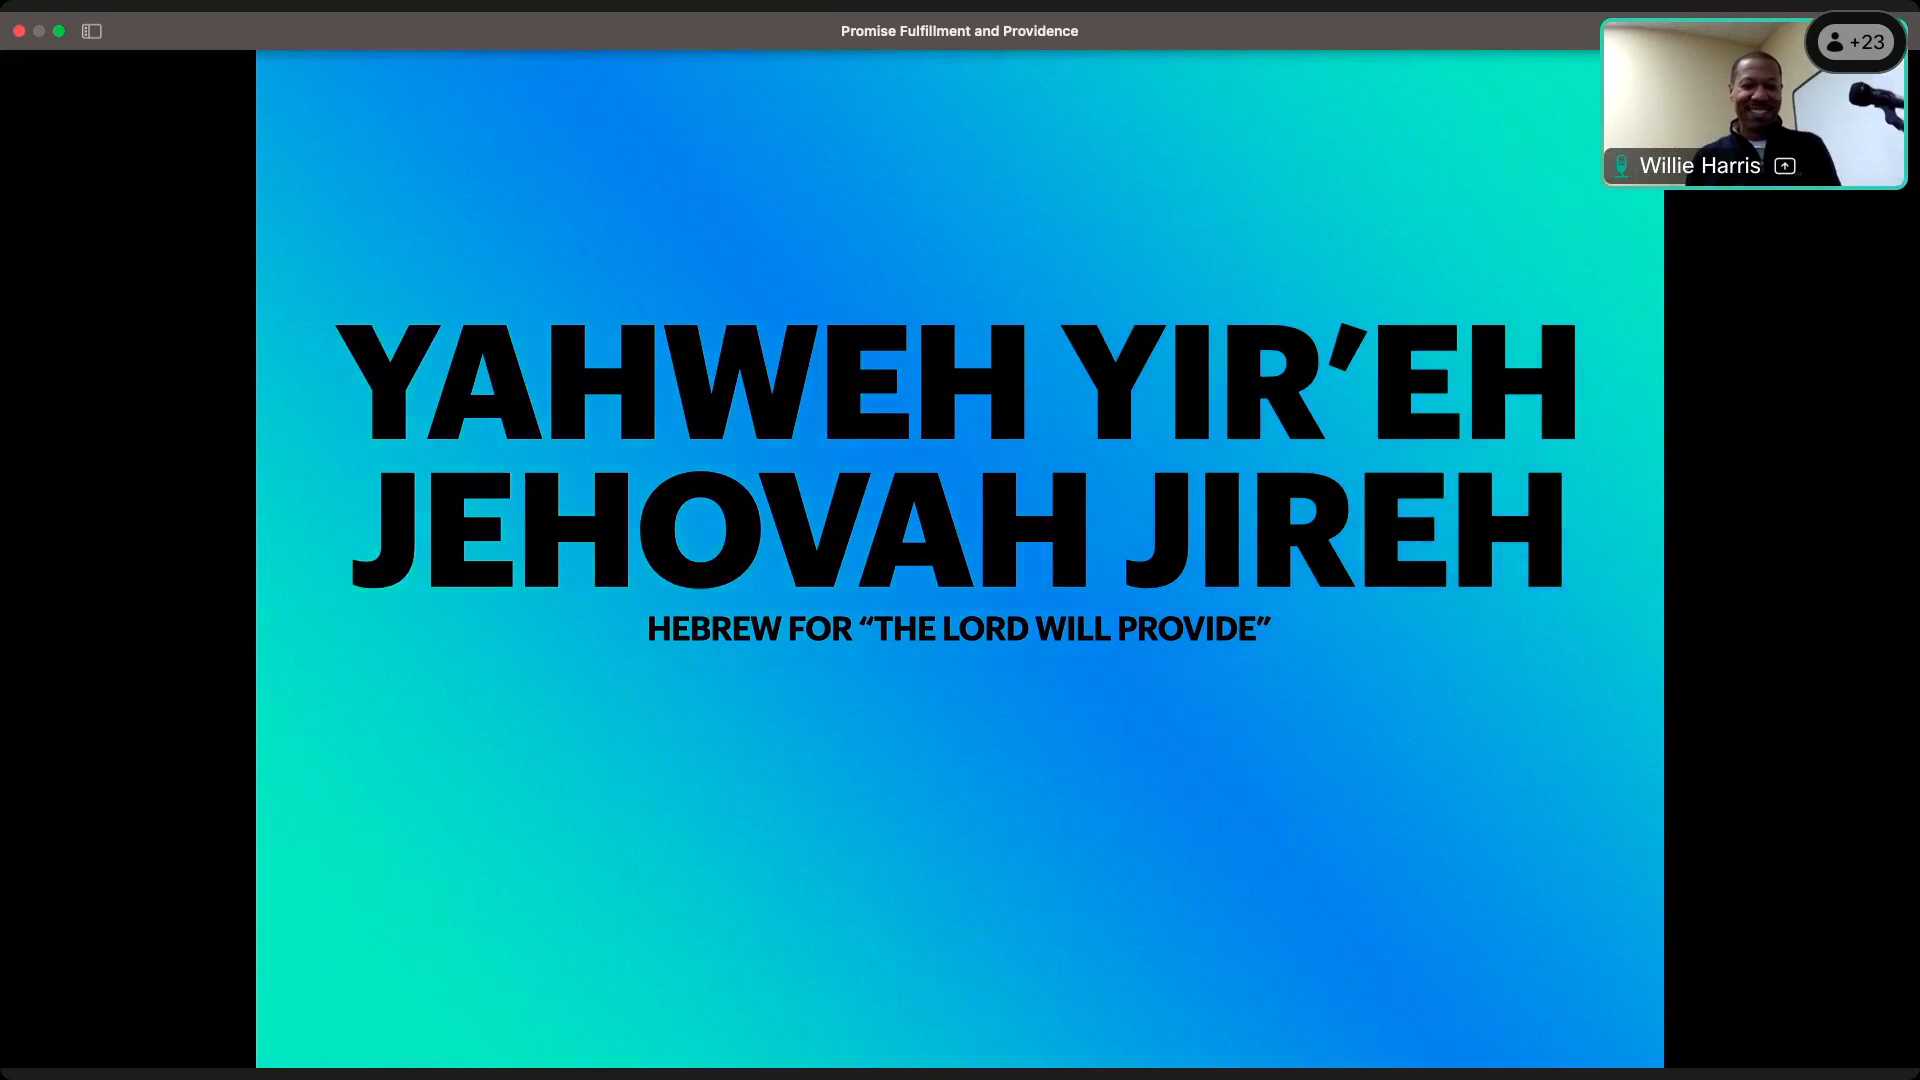 Promise Fulfillment and Providence
+23
Willie Harris
YAHWEH YIR’EH
JEHOVAH JIREH
HEBREW FOR “THE LORD WILL PROVIDE”